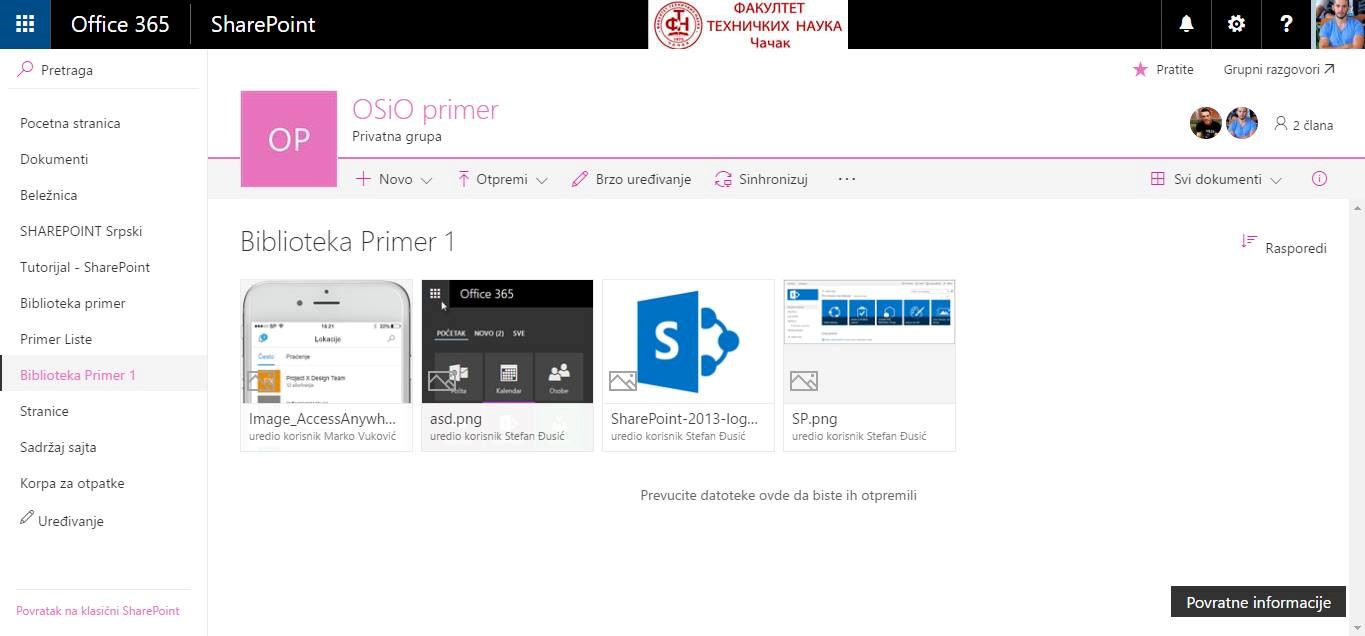 Office 365
SharePoint
ФАКУЛТЕТ
ТЕХНИЧКИХ НАУКА
Чачак
Pretraga
Pocetna stranica
Dokumenti
Beležnica
SHAREPOINT Srpski
Tutorijal - SharePoint
Biblioteka primer
Primer Liste
Biblioteka Primer 1
Stranice
Sadržaj sajta
Korpa za otpatke
Uređivanje
Povratak na klasični SharePoint
Pratite
Grupni razgovori
OP
OSiO primer
Privatna grupa
2 člana
Novo
Otpremi
Brzo uređivanje
Sinhronizuj
...
Svi dokumenti
Biblioteka Primer 1
Rasporedi
16:21
32%
Lokacije
Često
Praćenje
Project X Design Team
Image_AccessAnywh...
uredio korisnik Marko Vuković
Office 365
POČETAK NOVO (2) SVE
Pošta
Kalendar
Osobe
asd.png
uredio korisnik Stefan Đusić
S
SharePoint-2013-log...
uredio korisnik Stefan Đusić
SP.png
uredio korisnik Stefan Đusić
Prevucite datoteke ovde da biste ih otpremili
Povratne informacije